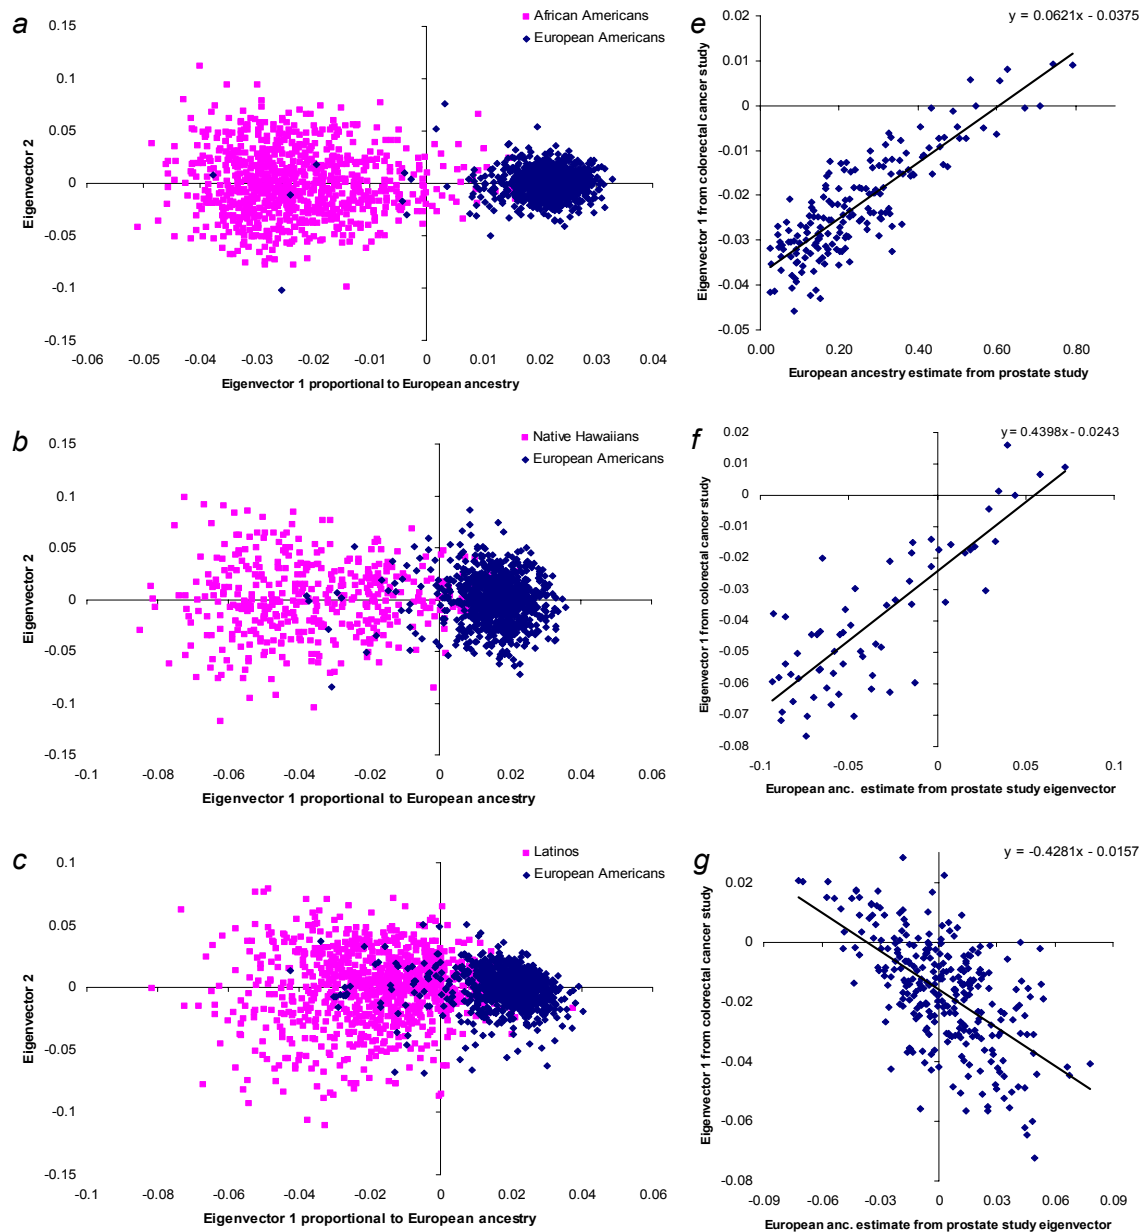 a
African Americans
European Americans
0.15
0.1
0.05
0
-0.05
-0.1
-0.15
-0.06 -0.05 -0.04 -0.03 -0.02 -0.01 0 0.01 0.02 0.03 0.04
Eigenvector 2
Eigenvector 1 proportional to European ancestry
e
y = 0.0621x - 0.0375
0.02
0.01
0
-0.01
-0.02
-0.03
-0.04
-0.05
0.00 0.20 0.40 0.60 0.80
Eigenvector 1 from colorectal cancer study
European ancestry estimate from prostate study
b
Native Hawaiians
European Americans
0.15
0.1
0.05
0
-0.05
-0.1
-0.15
-0.1 -0.08 -0.06 -0.04 -0.02 0 0.02 0.04 0.06
Eigenvector 2
Eigenvector 1 proportional to European ancestry
f
y = 0.4398x - 0.0243
0.02
0.01
0
-0.01
-0.02
-0.03
-0.04
-0.05
-0.06
-0.07
-0.08
-0.1 -0.05 0 0.05 0.1
Eigenvector 1 from colorectal cancer study
European anc. estimate from prostate study eigenvector
c
Latinos
European Americans
0.1
0.05
0
-0.05
-0.1
-0.15
-0.1 -0.08 -0.06 -0.04 -0.02 0 0.02 0.04 0.06
Eigenvector 2
Eigenvector 1 proportional to European ancestry
g
y = -0.4281x - 0.0157
0.02
0
-0.02
-0.04
-0.06
-0.08
-0.09 -0.06 -0.03 0 0.03 0.06 0.09
Eigenvector 1 from colorectal cancer study
European anc. estimate from prostate study eigenvector